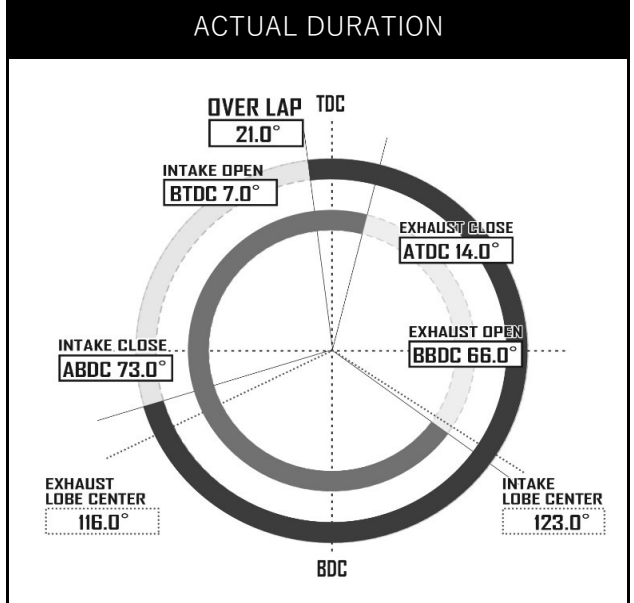 ACTUAL DURATION
OVER LAP
21.0°
TDC
INTAKE OPEN
BTDC 7.0°
EXHAUST CLOSE
ATDC 14.0°
INTAKE CLOSE
ABDC 73.0°
EXHAUST OPEN
BBDC 66.0°
EXHAUST
LOBE CENTER
116.0°
INTAKE
LOBE CENTER
123.0°
BDC